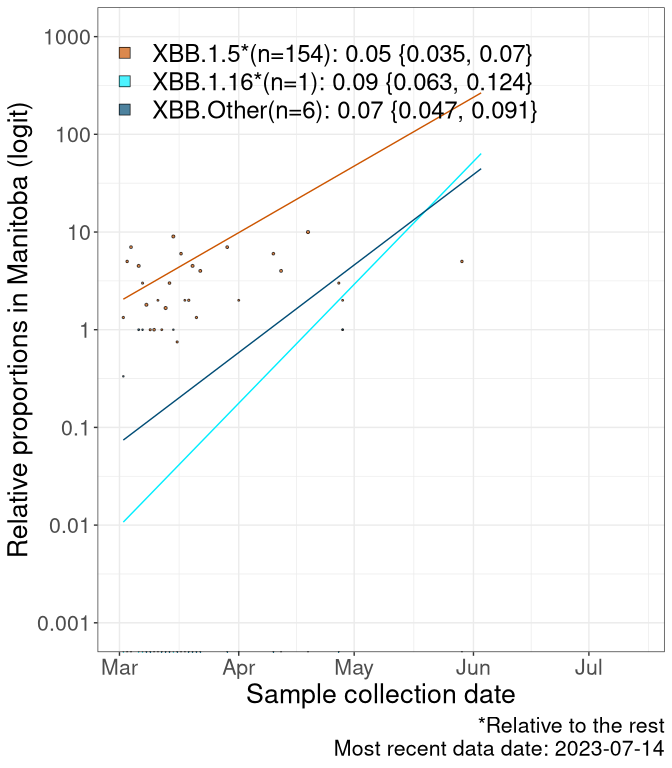 1000
100
10
1
0.1
0.01
0.001
Relative proportions in Manitoba (logit)
XBB.1.5*(n=154): 0.05 {0.035, 0.07}
XBB.1.16*(n=1): 0.09 {0.063, 0.124}
XBB.Other(n=6): 0.07 {0.047, 0.091}
Mar Apr May Jun Jul
Sample collection date
*Relative to the rest
Most recent data date: 2023-07-14